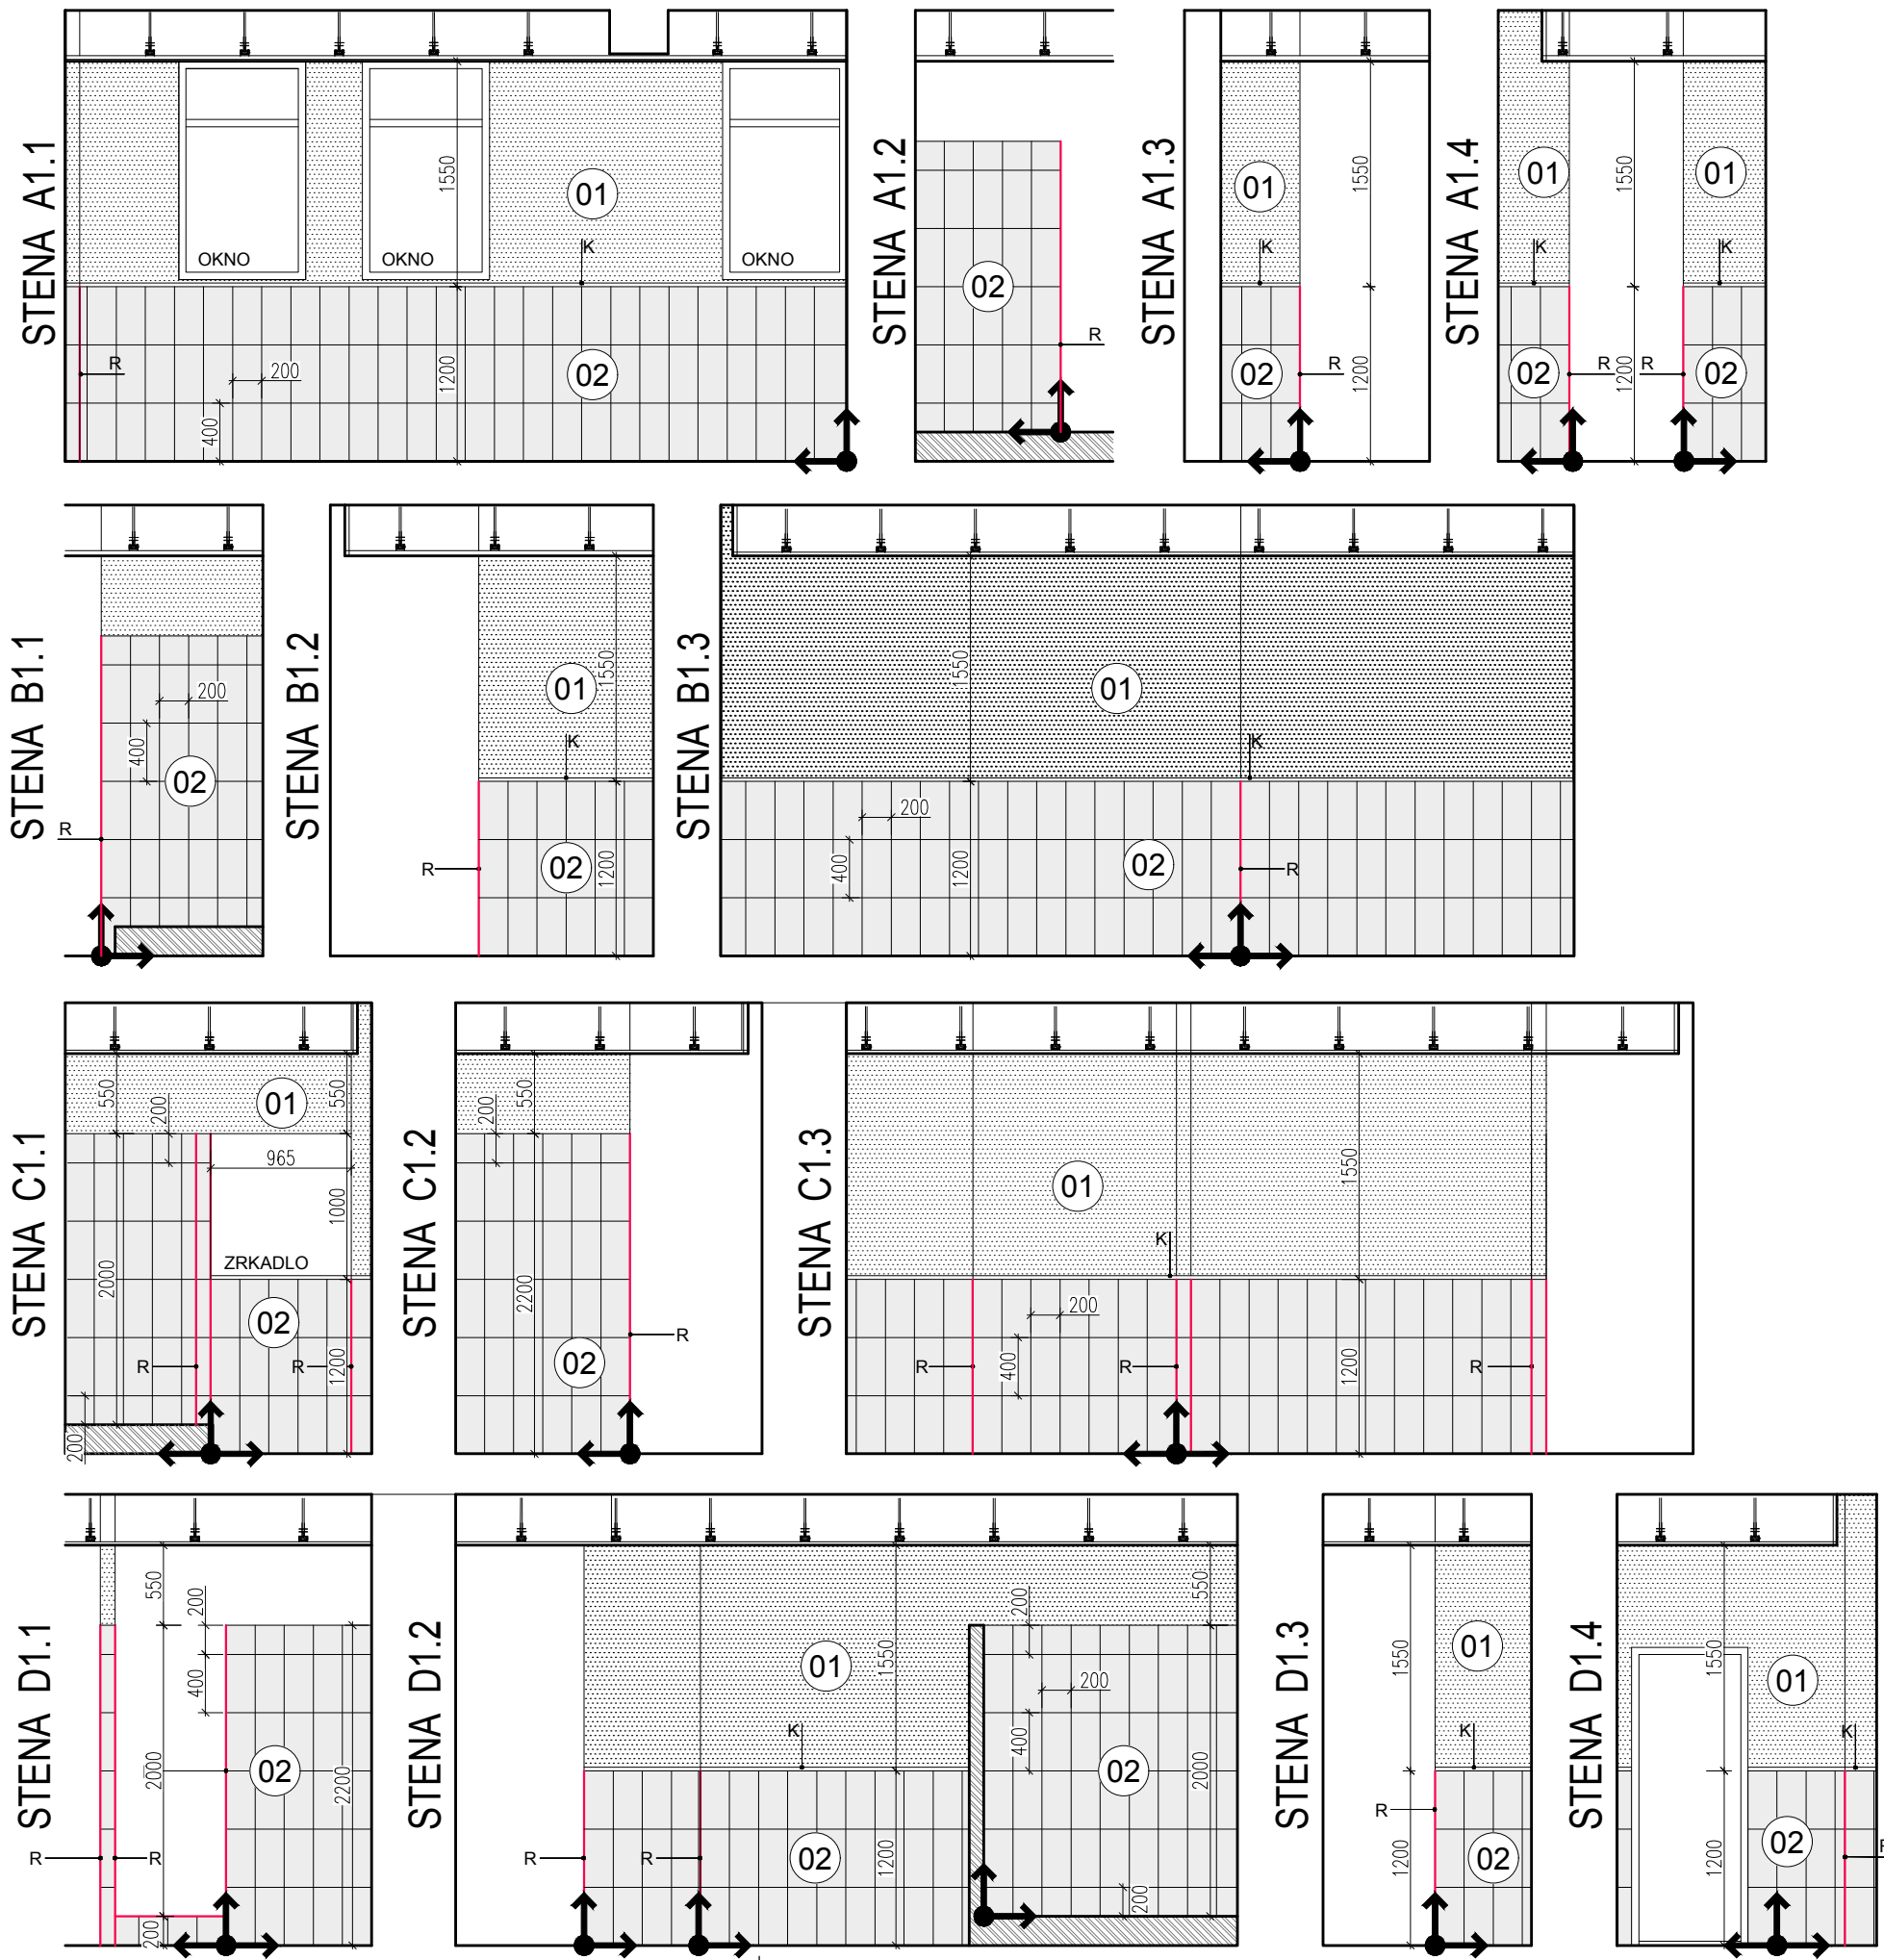 STENA A1.1
OKNO
OKNO
OKNO
1550
01
K
R
200
1200
400
02
STENA A1.2
02
R
STENA A1.3
01
1550
K
02
R
1200
STENA A1.4
01
1550
01
K
K
02
R
1200
R
02
STENA B1.1
200
400
02
R
STENA B1.2
01
1550
K
R
02
1200
STENA B1.3
1550
01
K
200
400
1200
02
R
STENA C1.1
550
200
01
550
965
1000
2000
ZRKADLO
02
R
R
1200
200
STENA C1.2
200
550
2200
R
02
STENA C1.3
01
1550
K
200
R
400
R
1200
R
STENA D1.1
550
200
400
2000
02
2200
R
R
200
STENA D1.2
01
1550
200
550
200
K
400
02
2000
R
R
02
1200
200
STENA D1.3
1550
01
K
R
1200
02
STENA D1.4
1550
01
K
02
1200
R